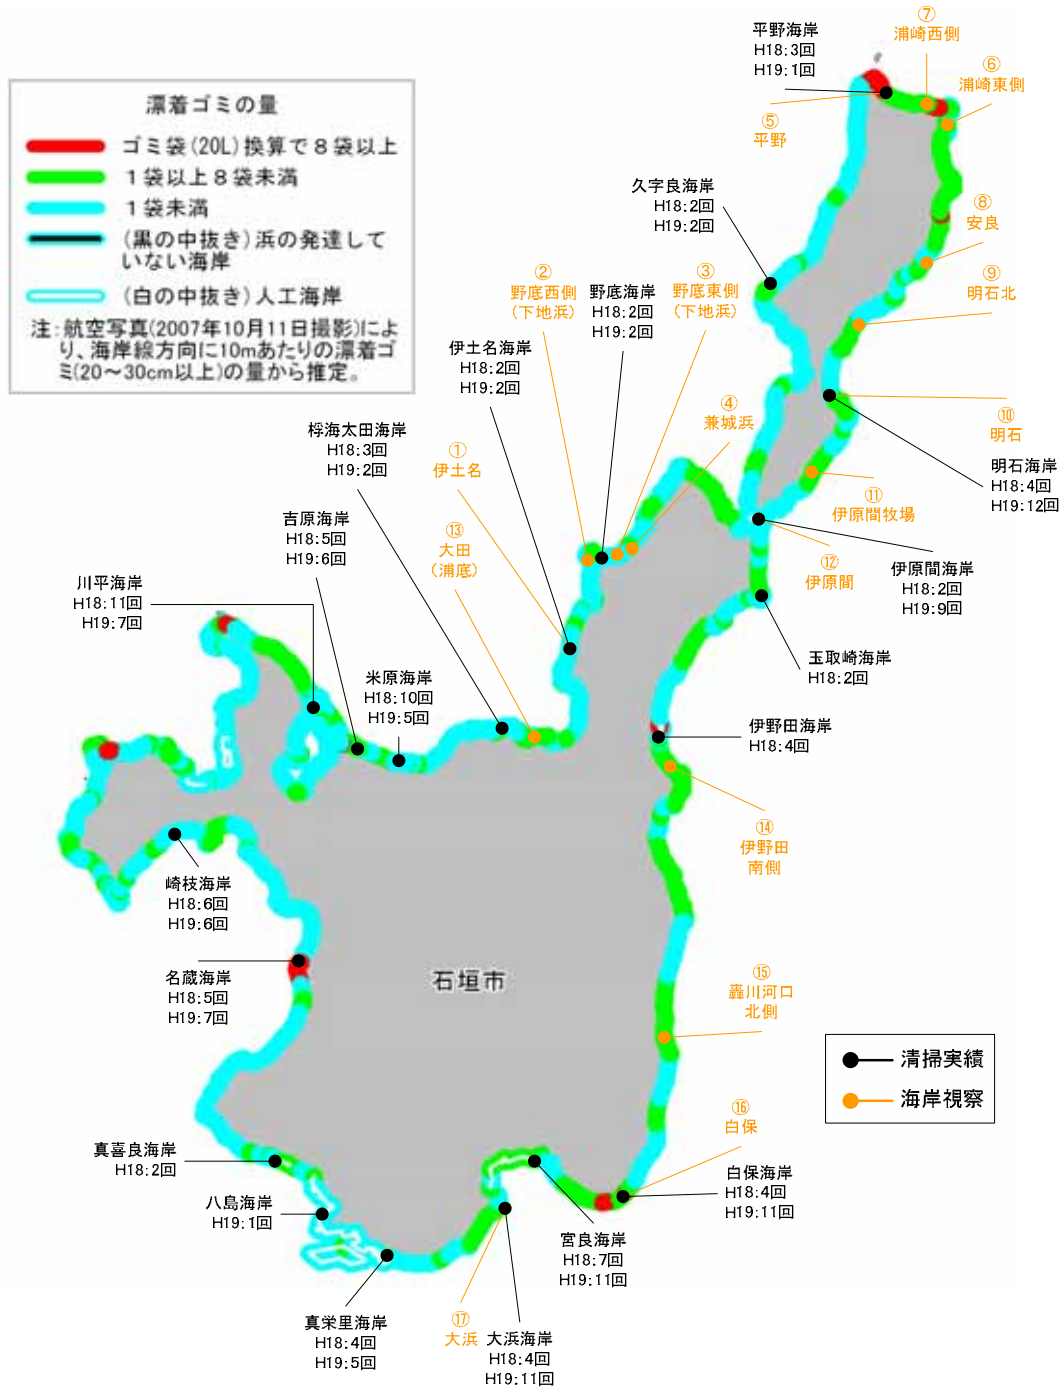 漂着ゴミの量
ゴミ袋(20L)換算で８袋以上
１袋以上８袋未満
１袋未満
(黒の中抜き)浜の発達して
いない海岸
(白の中抜き)人工海岸
注:航空写真(2007年10月11日撮影)によ
り、海岸線方向に10mあたりの漂着ゴ
ミ(20～30cm以上)の量から推定。
平野海岸
H18:3回
H19:1回
⑦
浦崎西側
⑥
浦崎東側
⑤
平野
久宇良海岸
H18:2回
H19:2回
⑧
安良
⑨
明石北
②
野底西側
(下地浜)
野底海岸
H18:2回
H19:2回
③
野底東側
(下地浜)
伊土名海岸
H18:2回
H19:2回
④
兼城浜
⑩
明石
明石海岸
H18:4回
H19:12回
桴海太田海岸
H18:3回
H19:2回
①
伊土名
⑪
伊原間牧場
吉原海岸
H18:5回
H19:6回
⑬
大田
(浦底)
⑫
伊原間
伊原間海岸
H18:2回
H19:9回
川平海岸
H18:11回
H19:7回
米原海岸
H18:10回
H19:5回
玉取崎海岸
H18:2回
伊野田海岸
H18:4回
⑭
伊野田
南側
崎枝海岸
H18:6回
H19:6回
名蔵海岸
H18:5回
H19:7回
石垣市
⑮
轟川河口
北側
清掃実績
海岸視察
⑯
白保
白保海岸
H18:4回
H19:11回
真喜良海岸
H18:2回
八島海岸
H19:1回
宮良海岸
H18:7回
H19:11回
真栄里海岸
H18:4回
H19:5回
⑰
大浜
大浜海岸
H18:4回
H19:11回